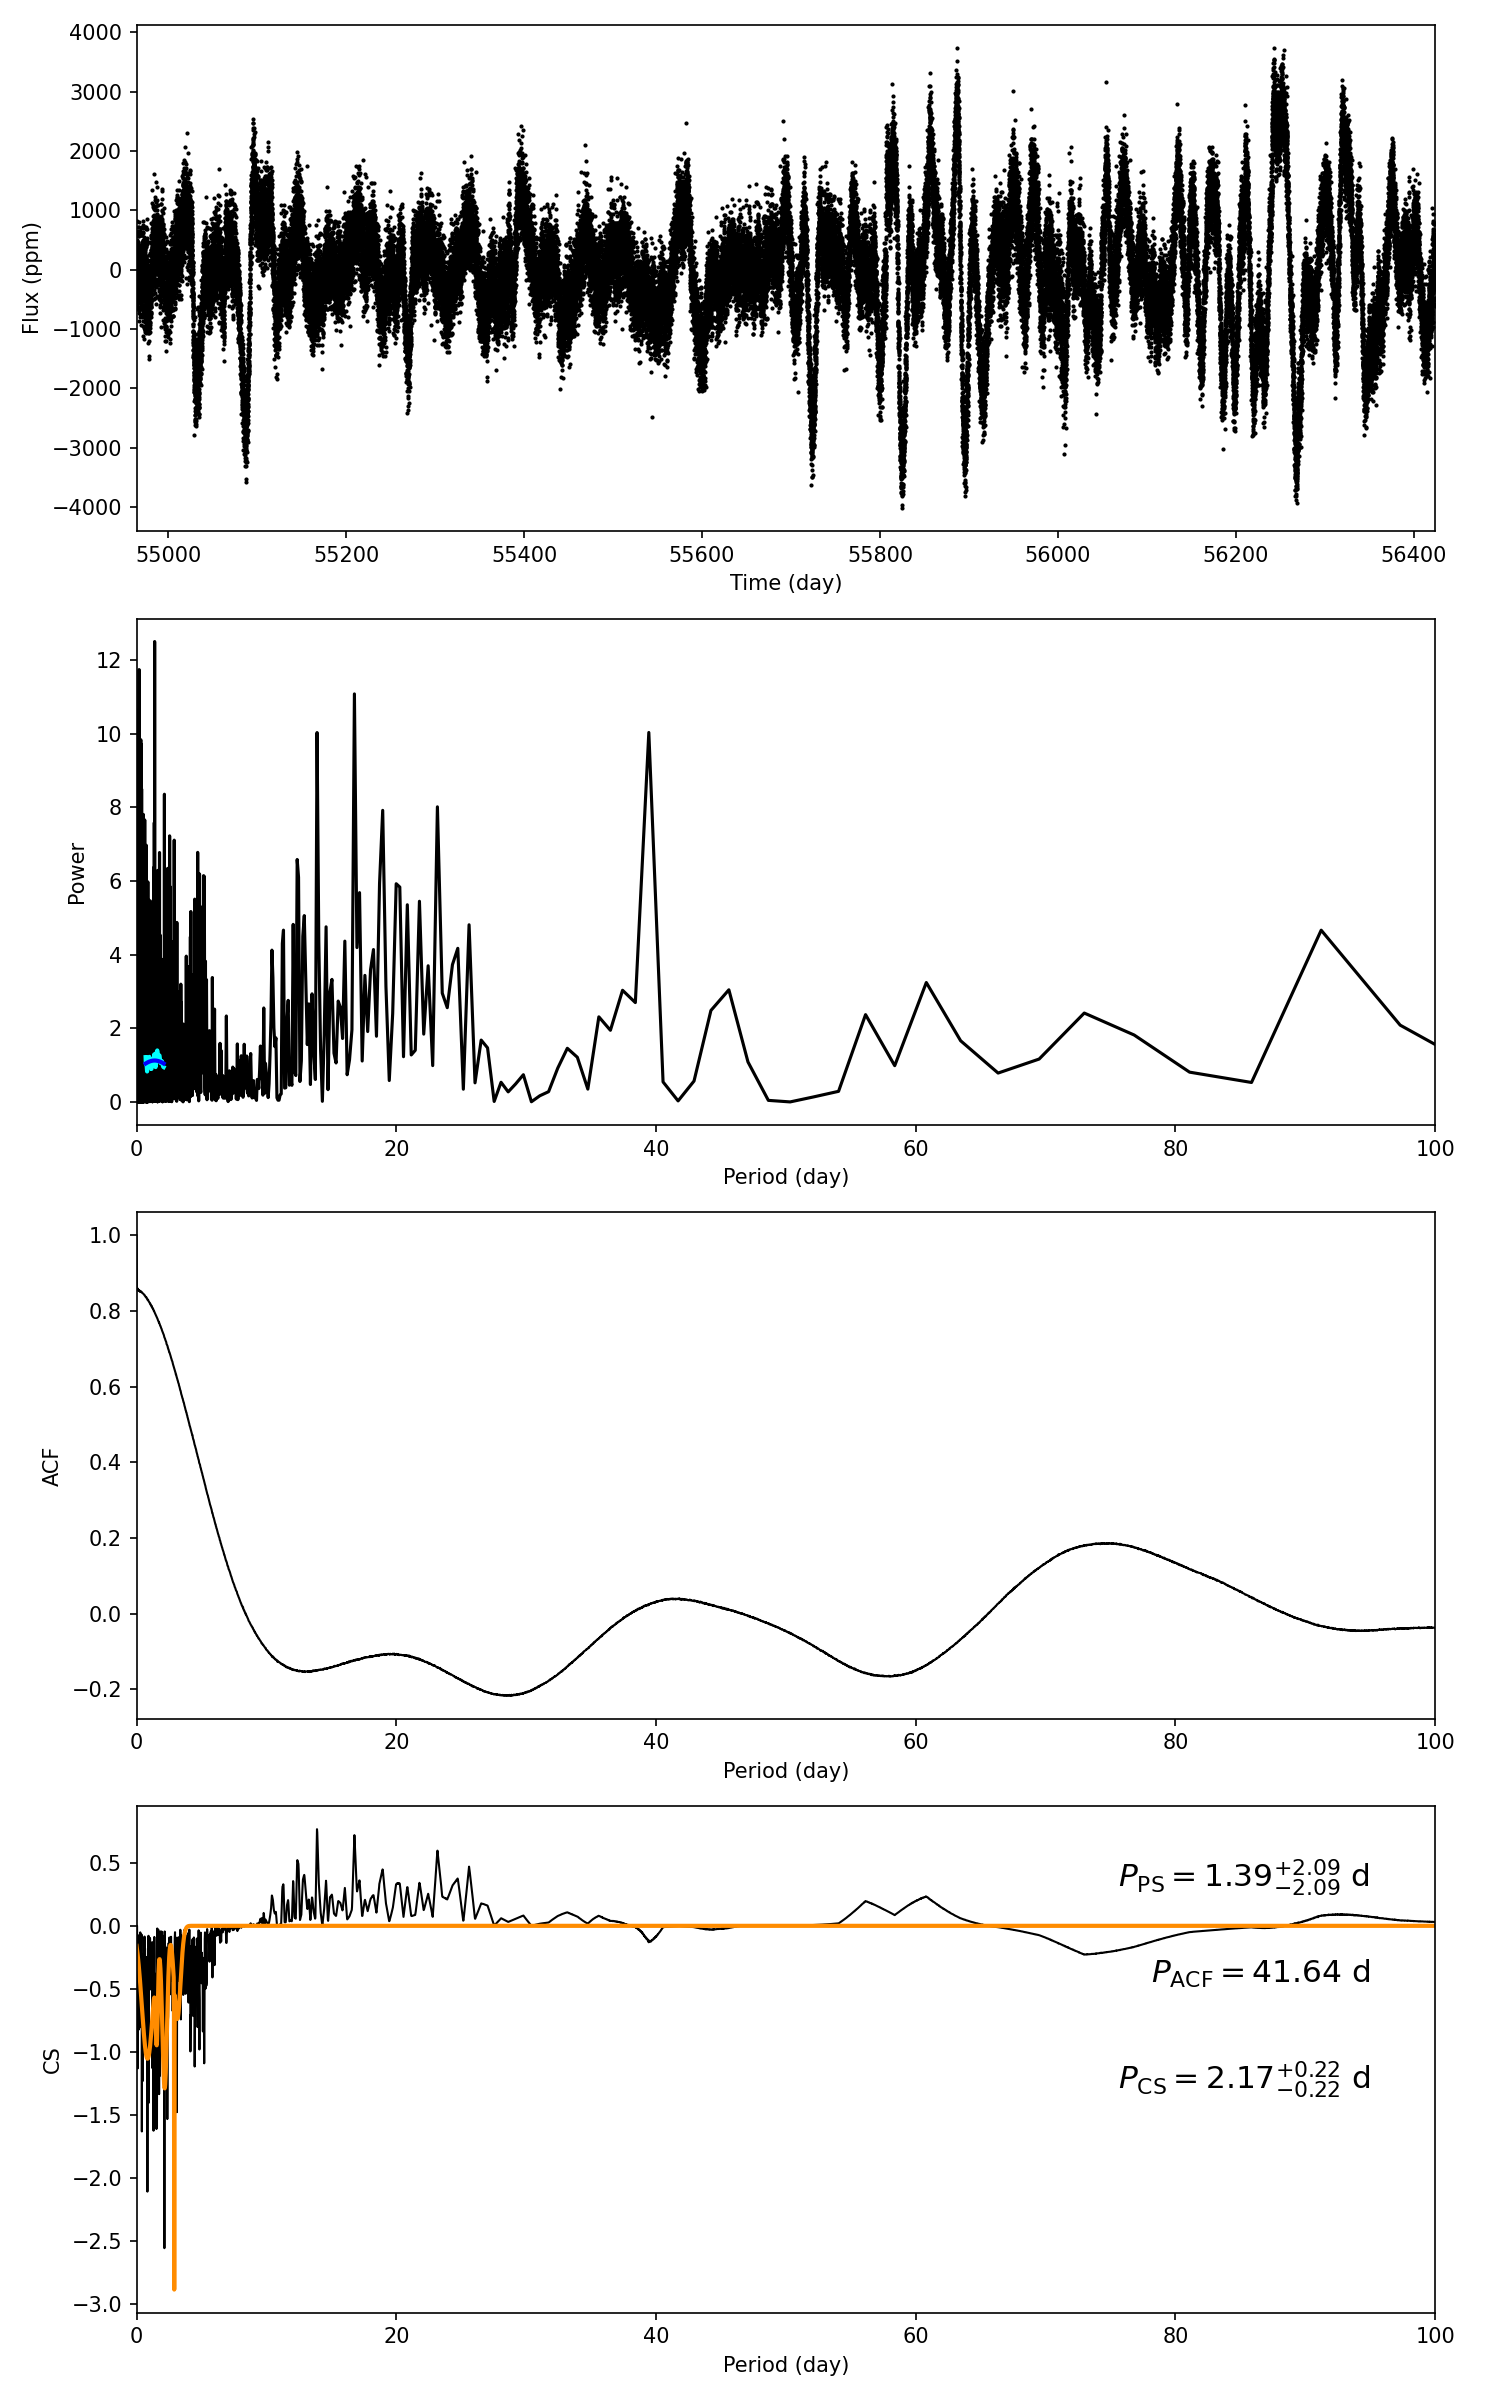 4000
3000
2000
1000
0
−1000
−2000
−3000
−4000
Flux (ppm)
55000 55200 55400 55600 55800 56000 56200 56400
Time (day)
12
10
8
6
4
2
0
Power
0 20 40 60 80 100
Period (day)
1.0
0.8
0.6
0.4
0.2
0.0
−0.2
ACF
0 20 40 60 80 100
Period (day)
0.5
0.0
−0.5
−1.0
−1.5
−2.0
−2.5
−3.0
CS
P_PS = 1.39 +2.09 −2.09 d
P_ACF = 41.64 d
P_CS = 2.17 +0.22 −0.22 d
0 20 40 60 80 100
Period (day)